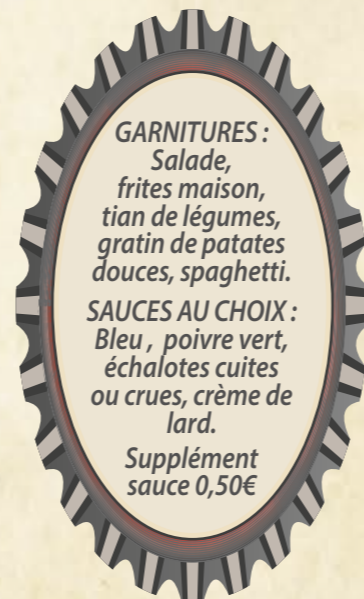 GARNITURES :
Salade,
frites maison,
tian de légumes,
gratin de patates
douces, spaghetti.
SAUCES AU CHOIX :
Bleu , poivre vert,
échalotes cuites
ou crues, crème de
lard.
Supplément
sauce 0,50€